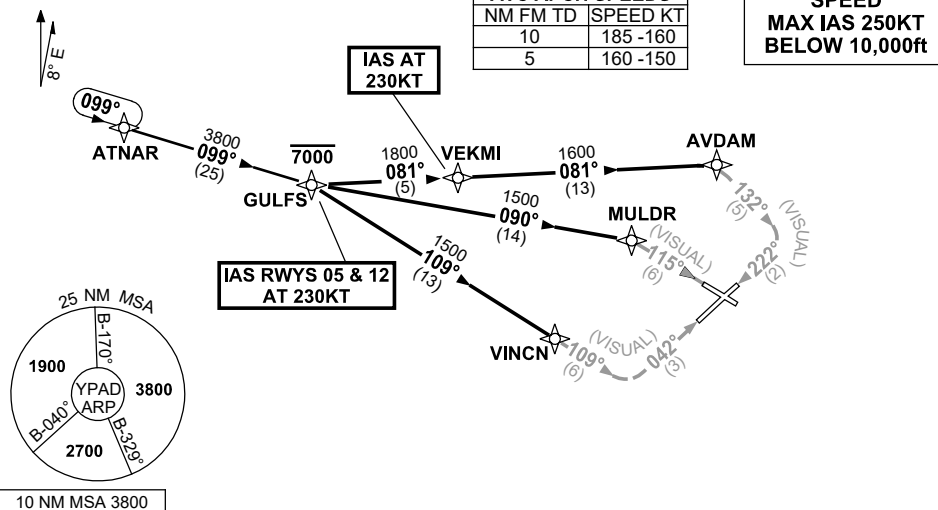 SPEED
MAX IAS 250KT
BELOW 10,000ft
NM FM TD SPEED KT
10 185 -160
5 160 -150
8° E
IAS AT
230KT
099°
ATNAR
3800
099°
(25)
7000
GULFS
1800
081°
(5)
VEKMI
1600
081°
(13)
AVDAM
132°
(5)
(VISUAL)
222°
(2)
1500
090°
(14)
MULDR
(VISUAL)
115°
(6)
1500
109°
(13)
IAS RWYS 05 & 12
AT 230KT
VINCN
109°
(6)
(VISUAL)
042°
(3)
25 NM MSA
B-170°
1900
3800
YPAD
ARP
B-040°
B-329°
2700
10 NM MSA 3800